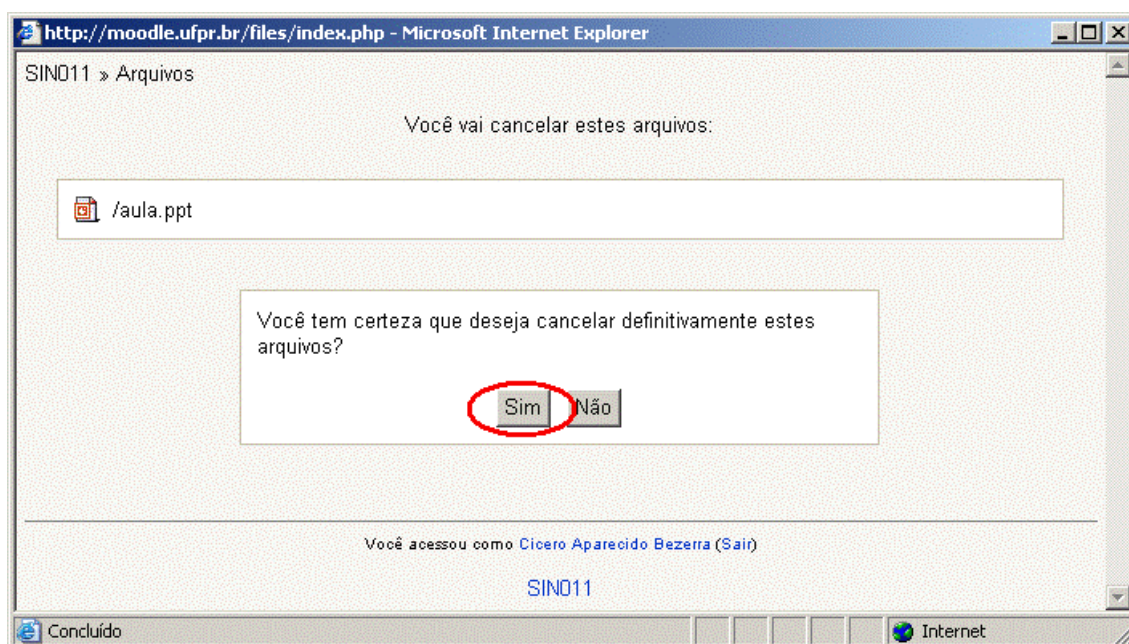 http://moodle.ufpr.br/files/index.php - Microsoft Internet Explorer
SIN011 » Arquivos
Você vai cancelar estes arquivos:
/aula.ppt
Você tem certeza que deseja cancelar definitivamente estes
arquivos?
Sim Não
Você acessou como Cicero Aparecido Bezerra (Sair)
SIN011
Concluído Internet